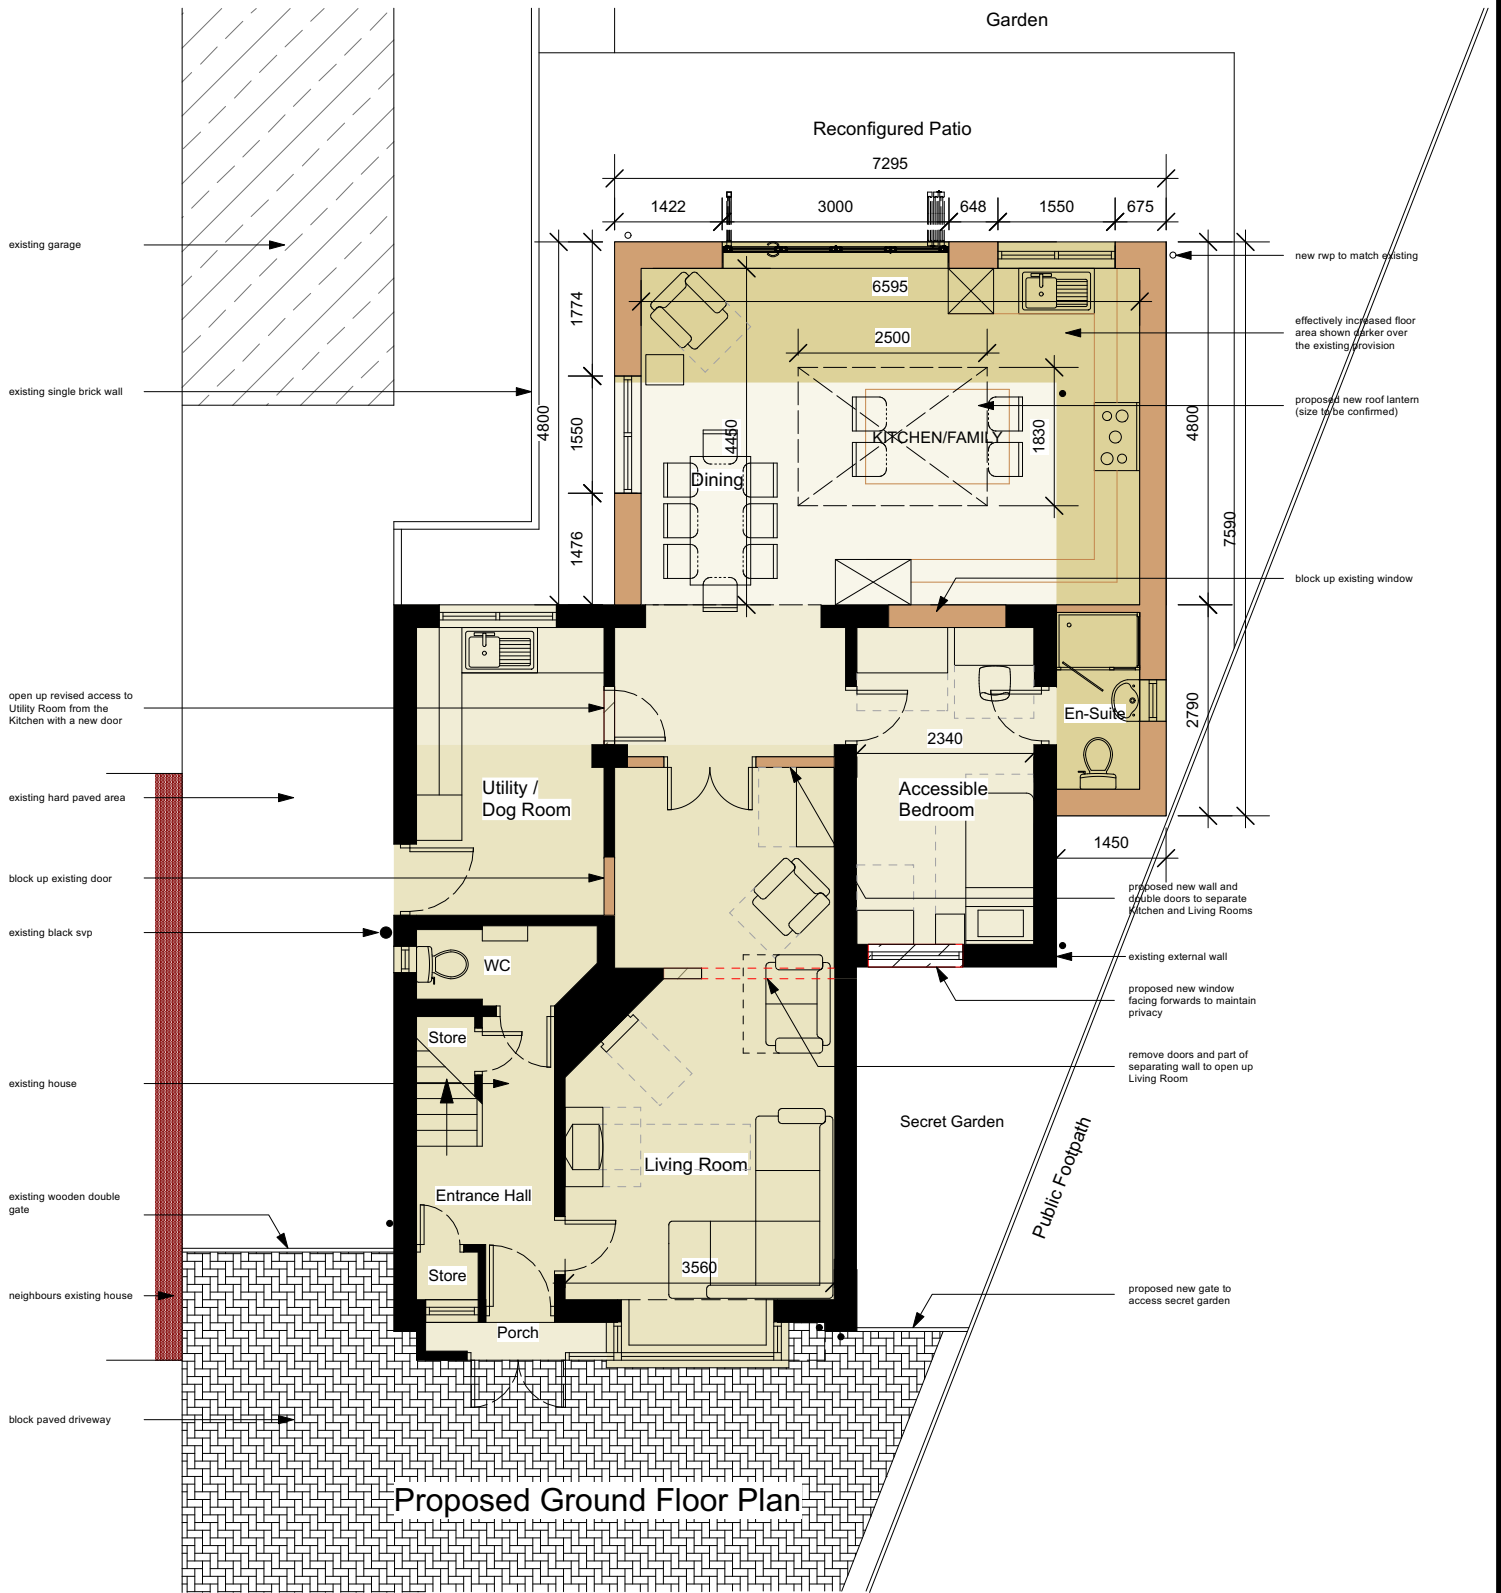 Garden
Reconfigured Patio
7295
1422
3000
648
1550
675
existing garage
new rwp to match existing
6595
1774
effectively increased floor
area shown darker over
the existing provision
2500
existing single brick wall
proposed new roof lantern
(size to be confirmed)
4800
1550
4450
KITCHEN/FAMILY
1830
4800
Dining
7590
1476
block up existing window
open up revised access to
Utility Room from the
Kitchen with a new door
En-Suite
2790
2340
existing hard paved area
Utility /
Dog Room
Accessible
Bedroom
1450
block up existing door
proposed new wall and
double doors to separate
Kitchen and Living Rooms
existing black svp
WC
existing external wall
proposed new window
facing forwards to maintain
privacy
Store
remove doors and part of
separating wall to open up
Living Room
existing house
Secret Garden
Public Footpath
Living Room
existing wooden double
gate
Entrance Hall
3560
Store
neighbours existing house
proposed new gate to
access secret garden
Porch
block paved driveway
Proposed Ground Floor Plan